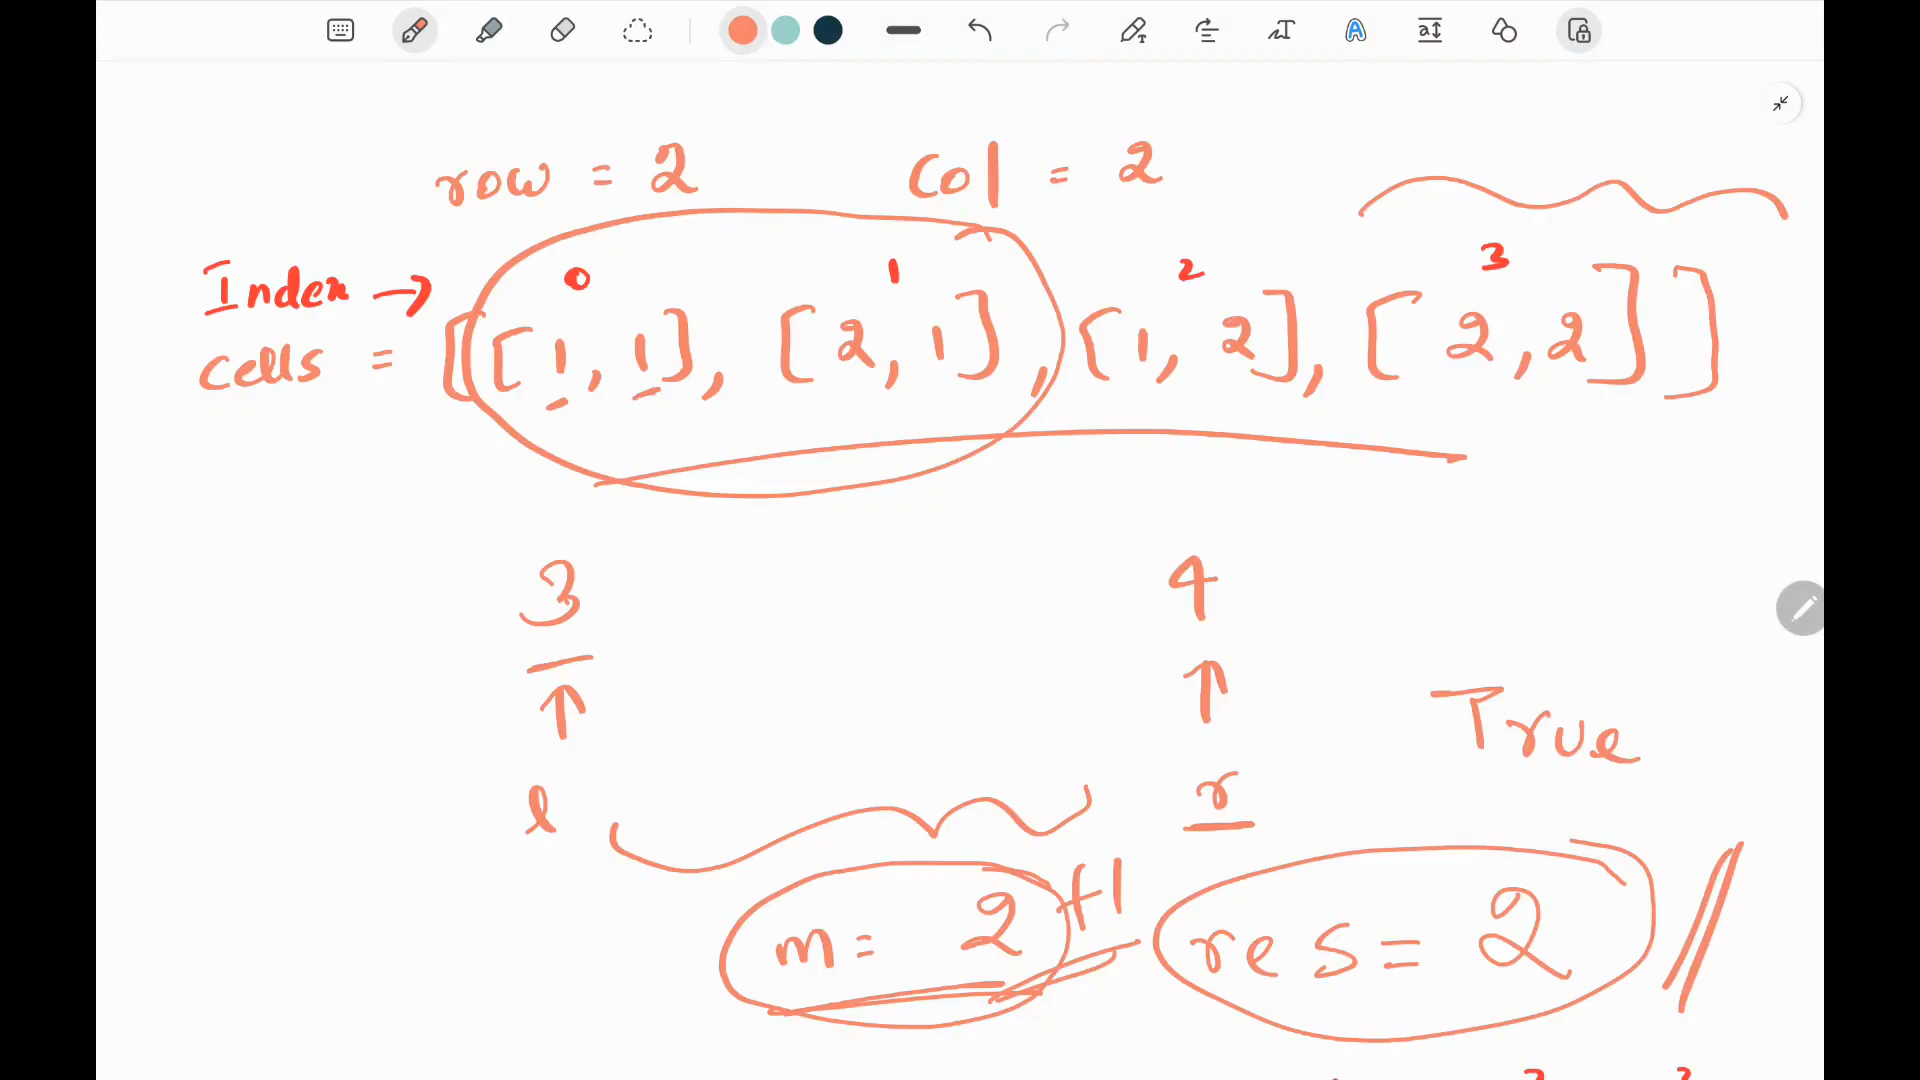 row = 2 Col = 2
Index → 0 1 2 3
cells = [[1, 1], [2, 1], [1, 2], [2, 2]]
3 4
↑ ↑
l r True
m = 2 +1 res = 2